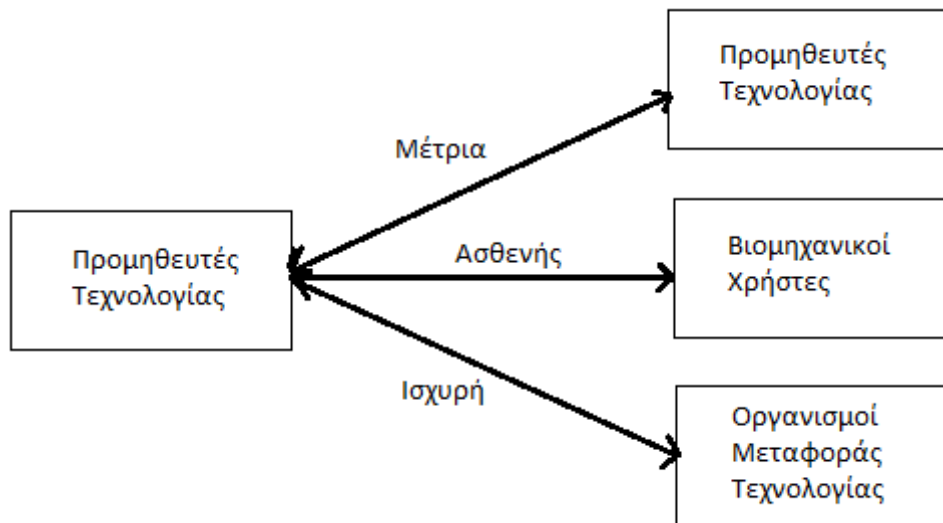 Προμηθευτές
Τεχνολογίας
Μέτρια
Προμηθευτές
Τεχνολογίας
Ασθενής
Βιομηχανικοί
Χρήστες
Ισχυρή
Οργανισμοί
Μεταφοράς
Τεχνολογίας